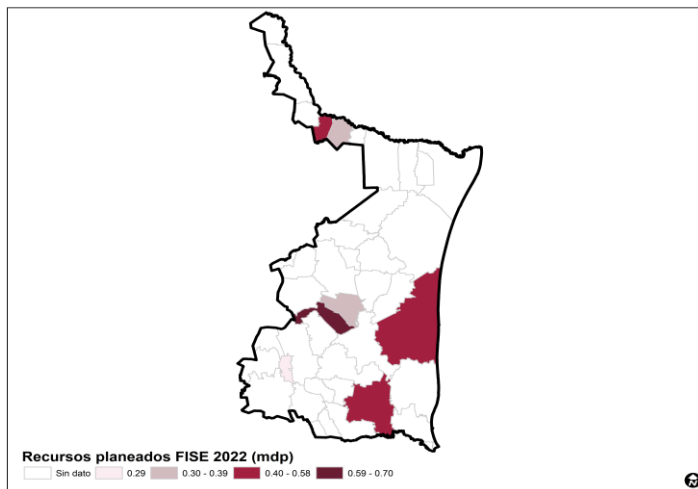 Recursos planeados FISE 2022 (mdp)
Sin dato 0.29 0.30 - 0.39 0.40 - 0.58 0.59 - 0.70